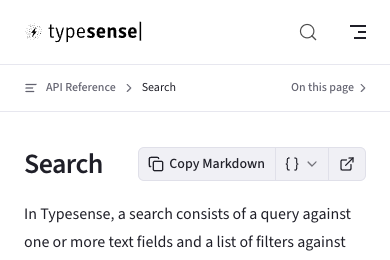 typesense|
API Reference > Search
On this page >
Search
Copy Markdown
{ }
In Typesense, a search consists of a query against
one or more text fields and a list of filters against